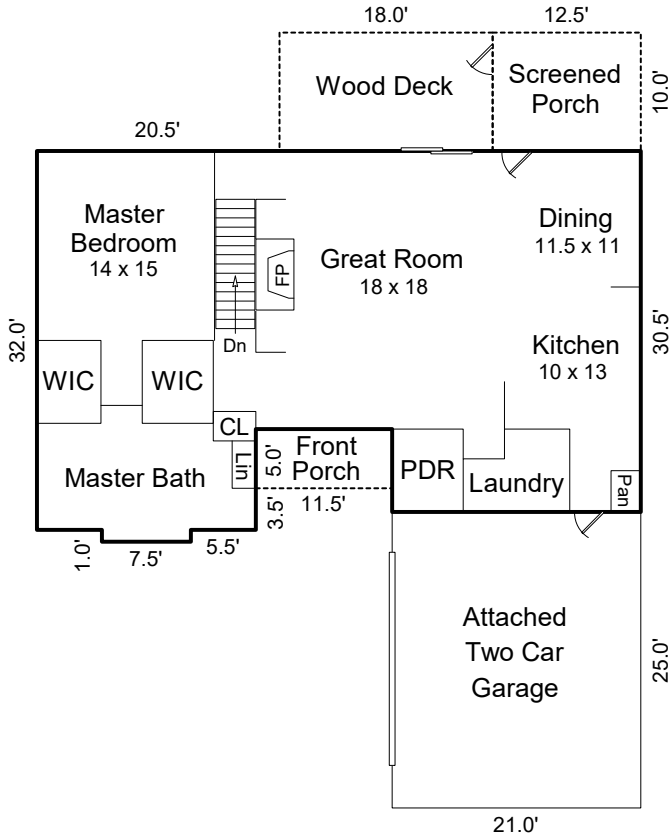 18.0'
12.5'
Wood Deck
Screened
Porch
10.0'
20.5'
Master
Bedroom
14 x 15
Dining
11.5 x 11
Great Room
18 x 18
FP
32.0'
Dn
30.5'
Kitchen
10 x 13
WIC
WIC
CL
Lin
5.0'
Front
Porch
PDR
Laundry
Pan
Master Bath
3.5'
11.5'
1.0'
7.5'
5.5'
Attached
Two Car
Garage
25.0'
21.0'